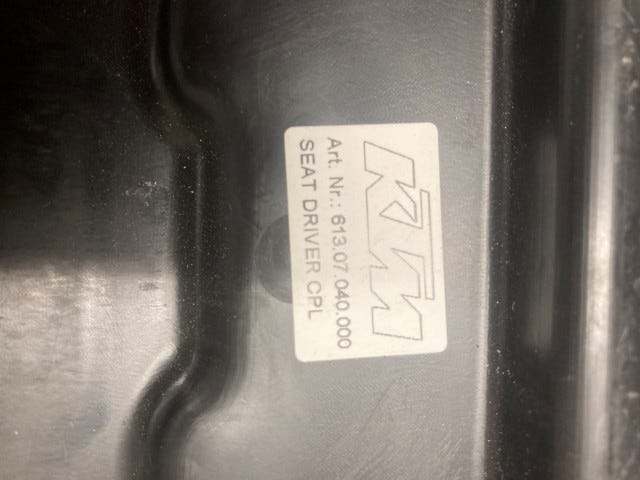 KTM
Art. Nr.: 613.07.040.000
SEAT DRIVER CPL